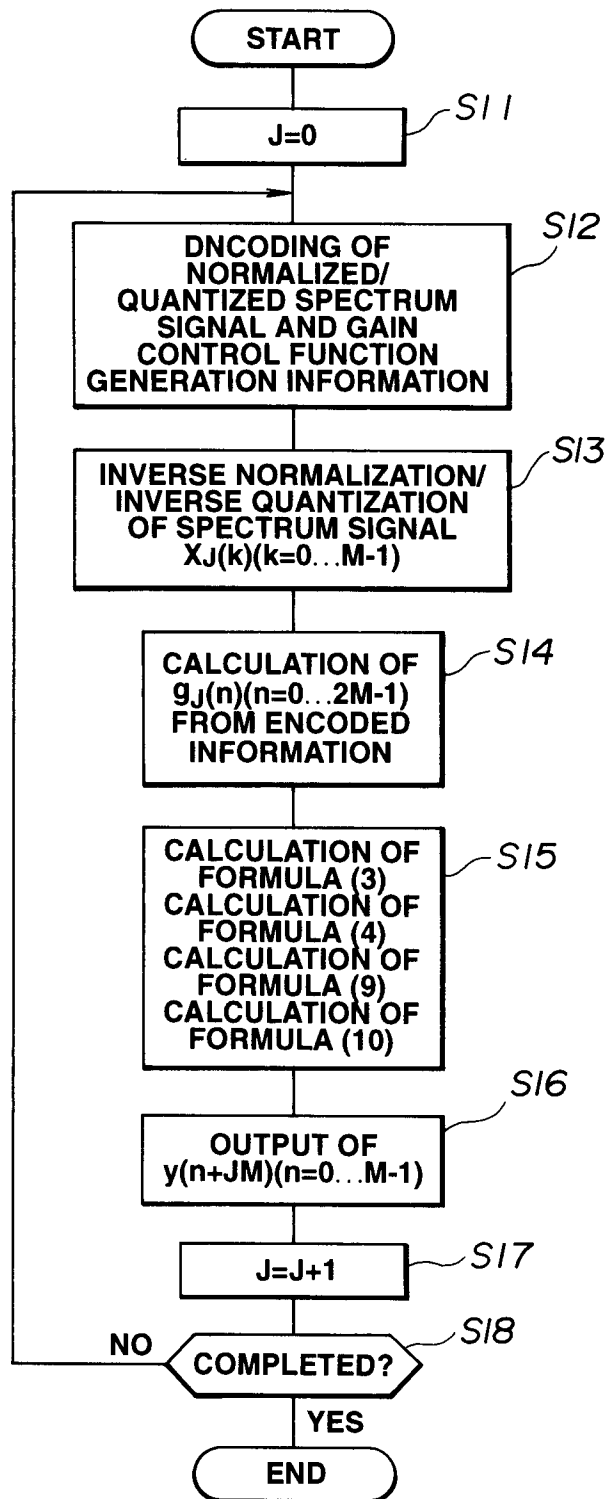 START
J=0
S11
DNCODING OF
NORMALIZED/
QUANTIZED SPECTRUM
SIGNAL AND GAIN
CONTROL FUNCTION
GENERATION INFORMATION
S12
INVERSE NORMALIZATION/
INVERSE QUANTIZATION
OF SPECTRUM SIGNAL
XJ(k)(k=0...M-1)
S13
CALCULATION OF
gJ(n)(n=0...2M-1)
FROM ENCODED
INFORMATION
S14
CALCULATION OF
FORMULA (3)
CALCULATION OF
FORMULA (4)
CALCULATION OF
FORMULA (9)
CALCULATION OF
FORMULA (10)
S15
OUTPUT OF
y(n+JM)(n=0...M-1)
S16
J=J+1
S17
COMPLETED?
S18
NO
YES
END